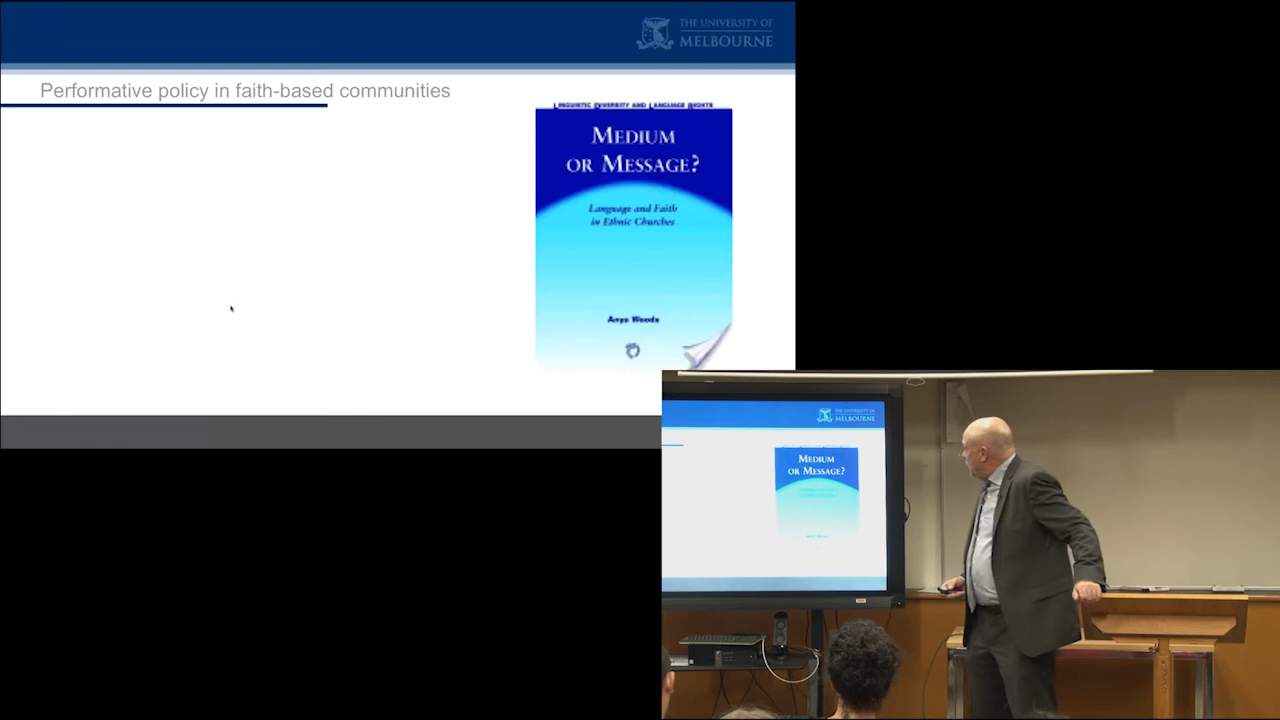 THE UNIVERSITY OF
MELBOURNE
Performative policy in faith-based communities
LINGUISTIC DIVERSITY AND LANGUAGE RIGHTS
MEDIUM
OR MESSAGE?
Language and Faith
in Ethnic Churches
Anya Woods
THE UNIVERSITY OF
MELBOURNE
MEDIUM
OR MESSAGE?